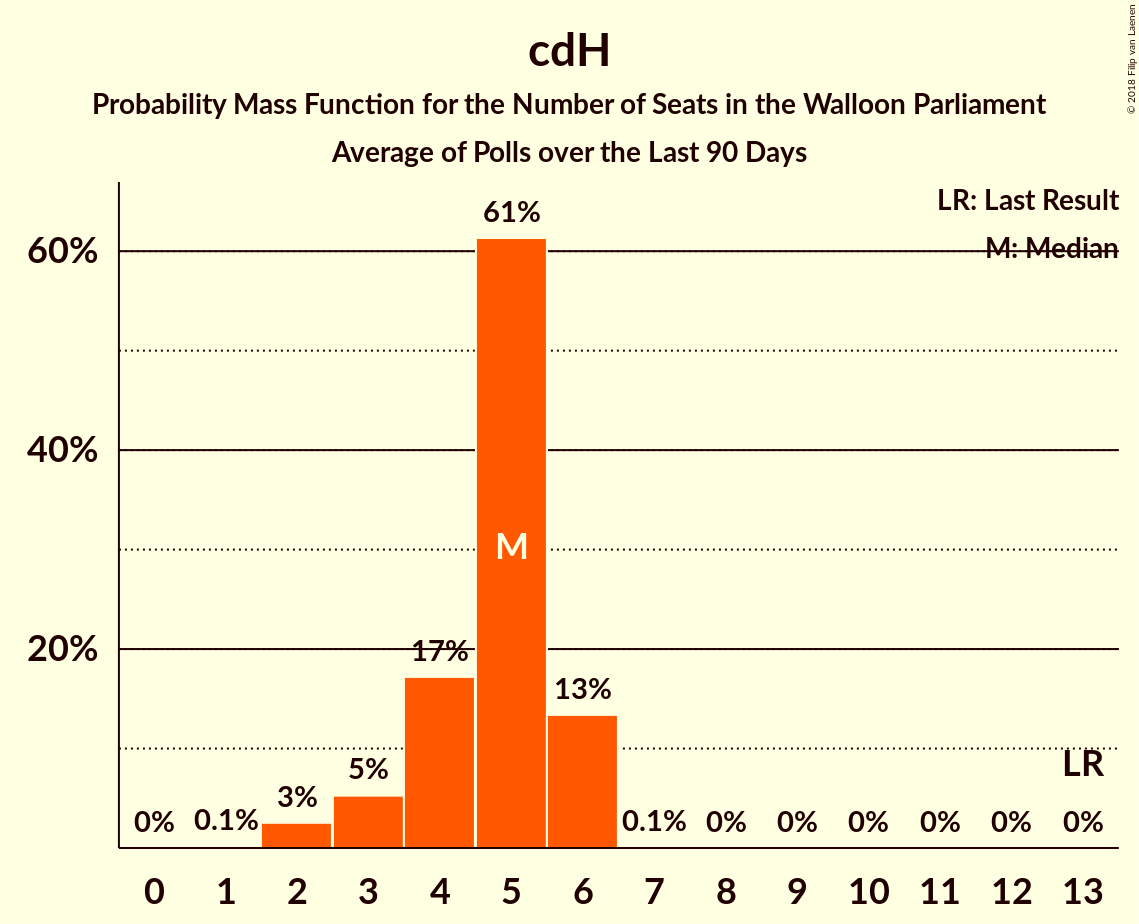 cdH
Probability Mass Function for the Number of Seats in the Walloon Parliament
Average of Polls over the Last 90 Days
© 2018 Filip van Laenen
LR: Last Result
M: Median
60%
40%
20%
0%
0.1%
3%
5%
17%
61%
13%
0.1%
0%
0%
0%
0%
0%
0%
M
LR
0 1 2 3 4 5 6 7 8 9 10 11 12 13